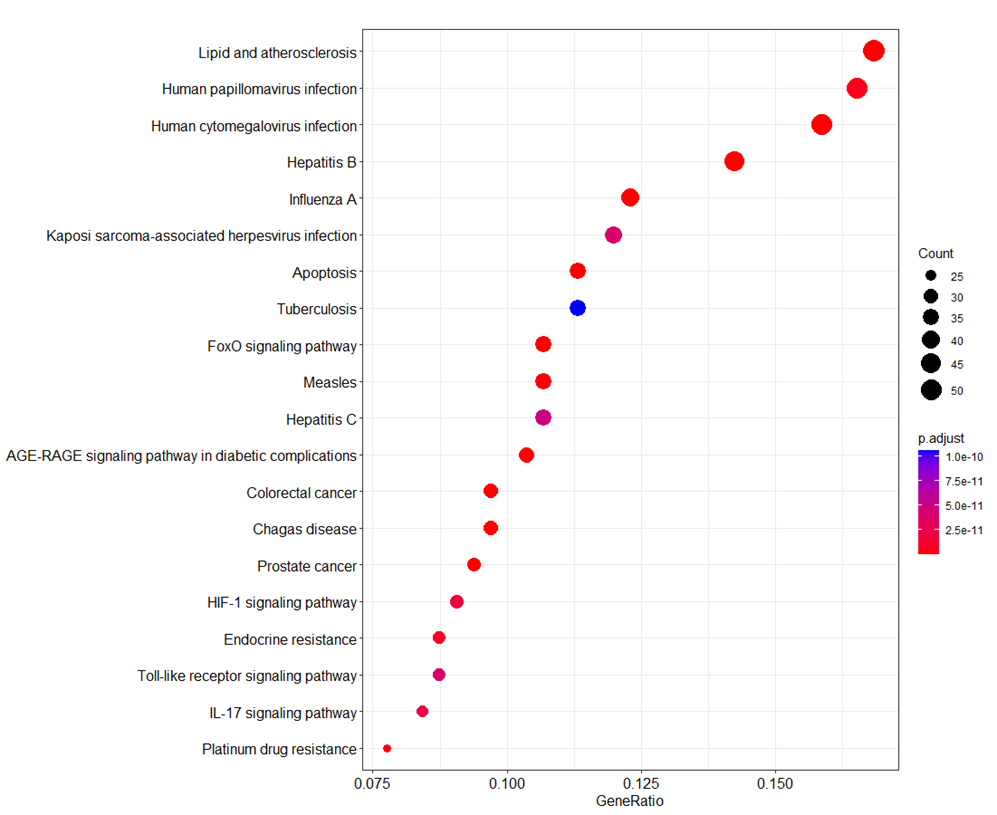 Lipid and atherosclerosis
Human papillomavirus infection
Human cytomegalovirus infection
Hepatitis B
Influenza A
Kaposi sarcoma-associated herpesvirus infection
Apoptosis
Tuberculosis
FoxO signaling pathway
Measles
Hepatitis C
AGE-RAGE signaling pathway in diabetic complications
Colorectal cancer
Chagas disease
Prostate cancer
HIF-1 signaling pathway
Endocrine resistance
Toll-like receptor signaling pathway
IL-17 signaling pathway
Platinum drug resistance
0.075 0.100 0.125 0.150
GeneRatio
Count
25
30
35
40
45
50
p.adjust
1.0e-10
7.5e-11
5.0e-11
2.5e-11